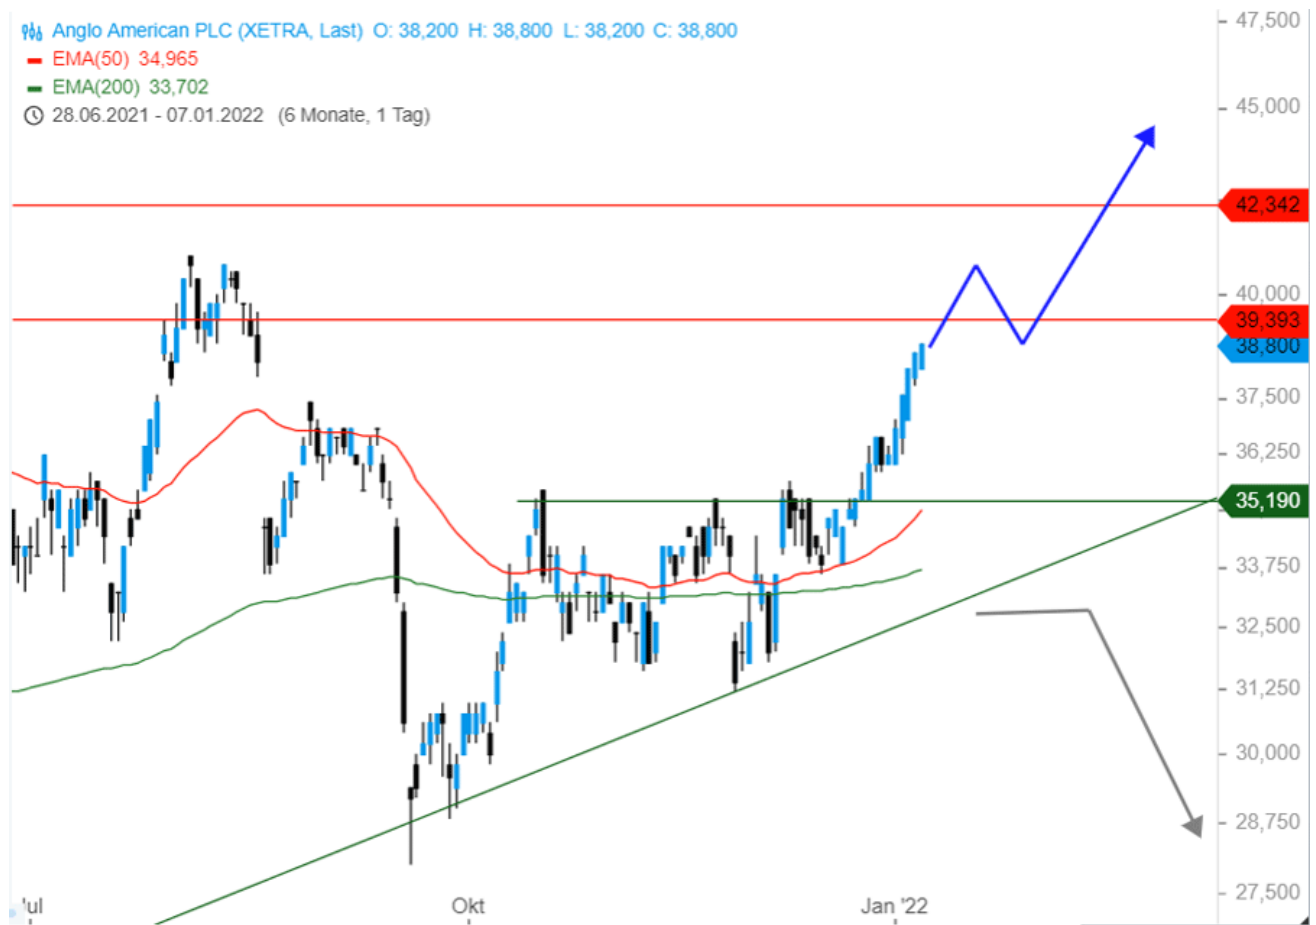 Anglo American PLC (XETRA, Last) O: 38,200 H: 38,800 L: 38,200 C: 38,800
EMA(50) 34,965
EMA(200) 33,702
28.06.2021 - 07.01.2022 (6 Monate, 1 Tag)
47,500
45,000
42,342
40,000
39,393
38,800
37,500
36,250
35,190
33,750
32,500
31,250
30,000
28,750
27,500
Jul
Okt
Jan '22